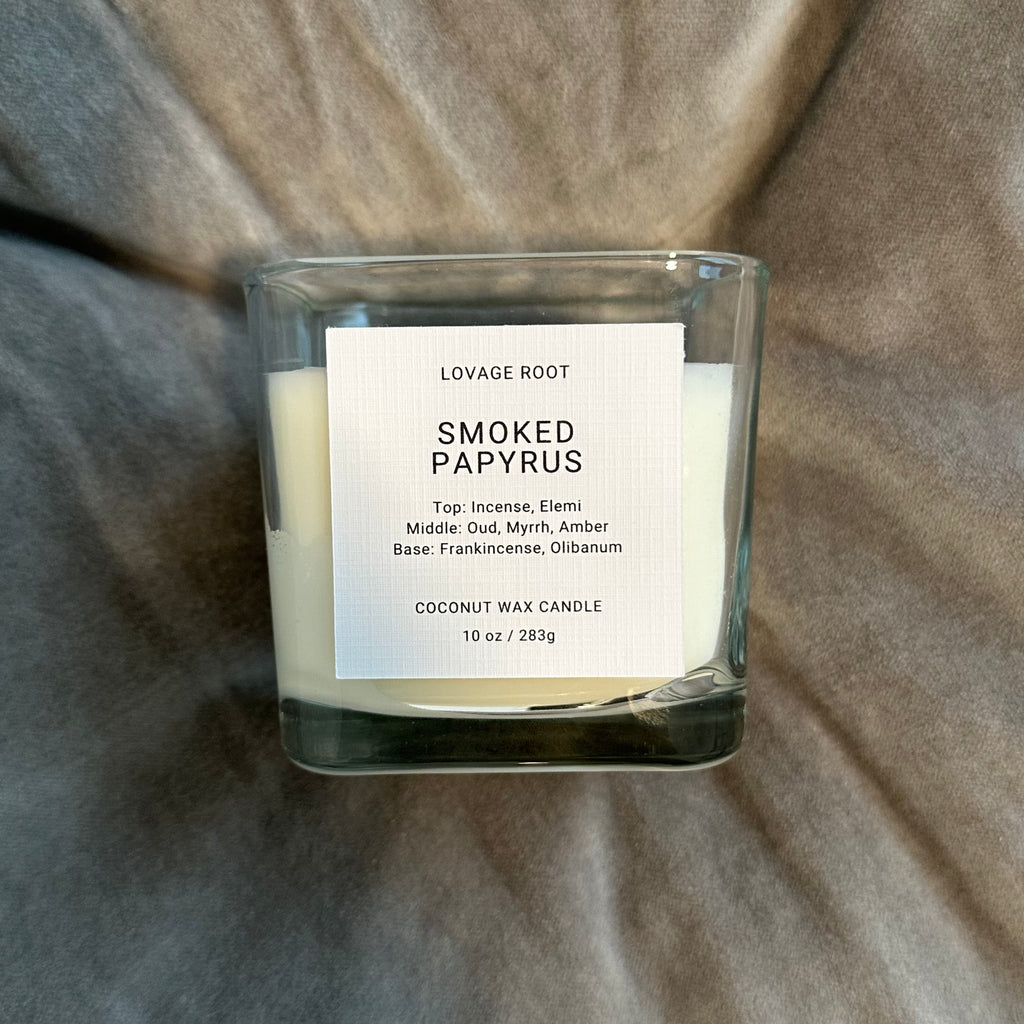 LOVAGE ROOT
SMOKED
PAPYRUS
Top: Incense, Elemi
Middle: Oud, Myrrh, Amber
Base: Frankincense, Olibanum
COCONUT WAX CANDLE
10 oz / 283g